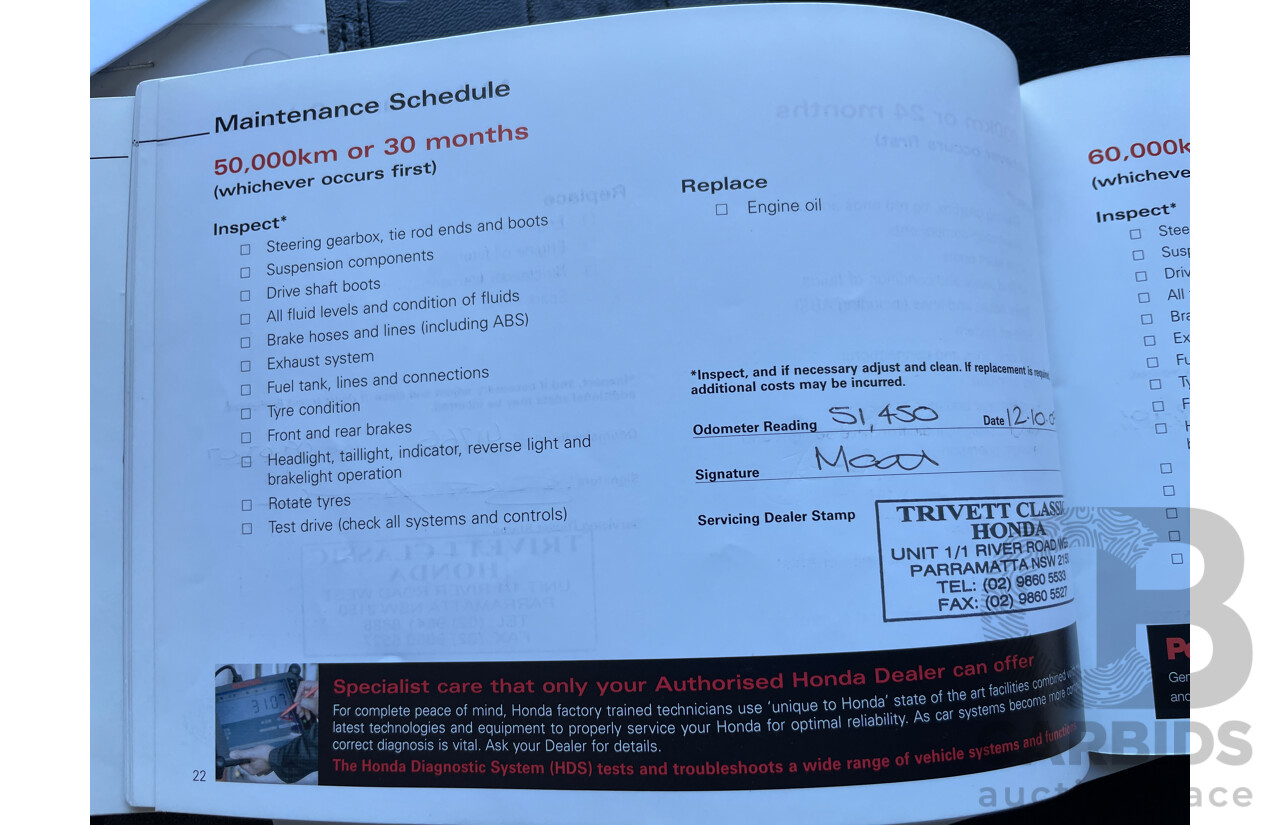 Maintenance Schedule
50,000km or 30 months
(whichever occurs first)
Inspect*
Steering gearbox, tie rod ends and boots
Suspension components
Drive shaft boots
All fluid levels and condition of fluids
Brake hoses and lines (including ABS)
Exhaust system
Fuel tank, lines and connections
Tyre condition
Front and rear brakes
Headlight, taillight, indicator, reverse light and
brakelight operation
Rotate tyres
Test drive (check all systems and controls)
Replace
Engine oil
*Inspect, and if necessary adjust and clean. If replacement is required,
additional costs may be incurred.
Odometer Reading 51,450 Date 12.10.
Signature
Servicing Dealer Stamp
TRIVETT CLASSIC
HONDA
UNIT 1/1 RIVER ROAD
PARRAMATTA NSW
TEL: (02) 9860 5533
FAX: (02) 9860 5527
Specialist care that only your Authorised Honda Dealer can offer
For complete peace of mind, Honda factory trained technicians use 'unique to Honda' state of the art facilities combined
latest technologies and equipment to properly service your Honda for optimal reliability. As car systems become more
correct diagnosis is vital. Ask your Dealer for details.
The Honda Diagnostic System (HDS) tests and troubleshoots a wide range of vehicle systems and
22
60,000k
(whicheve
Inspect*